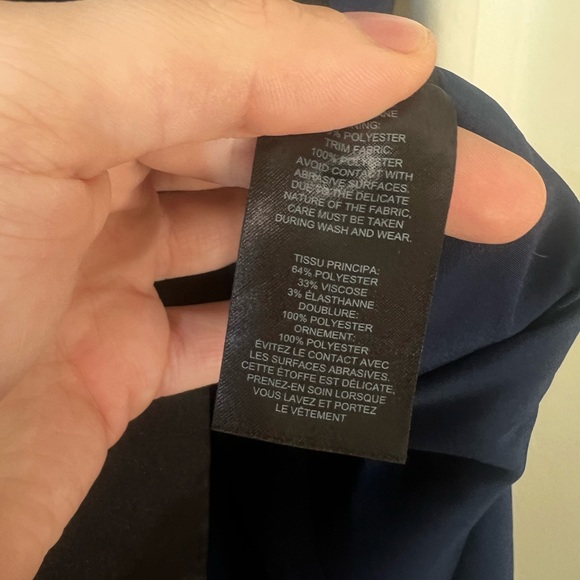 POLYESTER
TRIM FABRIC:
100% POLYESTER
AVOID CONTACT WITH
ABRASIVE SURFACES.
DUE TO THE DELICATE
NATURE OF THE FABRIC,
CARE MUST BE TAKEN
DURING WASH AND WEAR.
TISSU PRINCIPA:
64% POLYESTER
33% VISCOSE
3% ÉLASTHANNE
DOUBLURE:
100% POLYESTER
ORNEMENT:
100% POLYESTER
ÉVITEZ LE CONTACT AVEC
LES SURFACES ABRASIVES.
CETTE ÉTOFFE EST DÉLICATE,
PRENEZ-EN SOIN LORSQUE
VOUS LAVEZ ET PORTEZ
LE VÊTEMENT